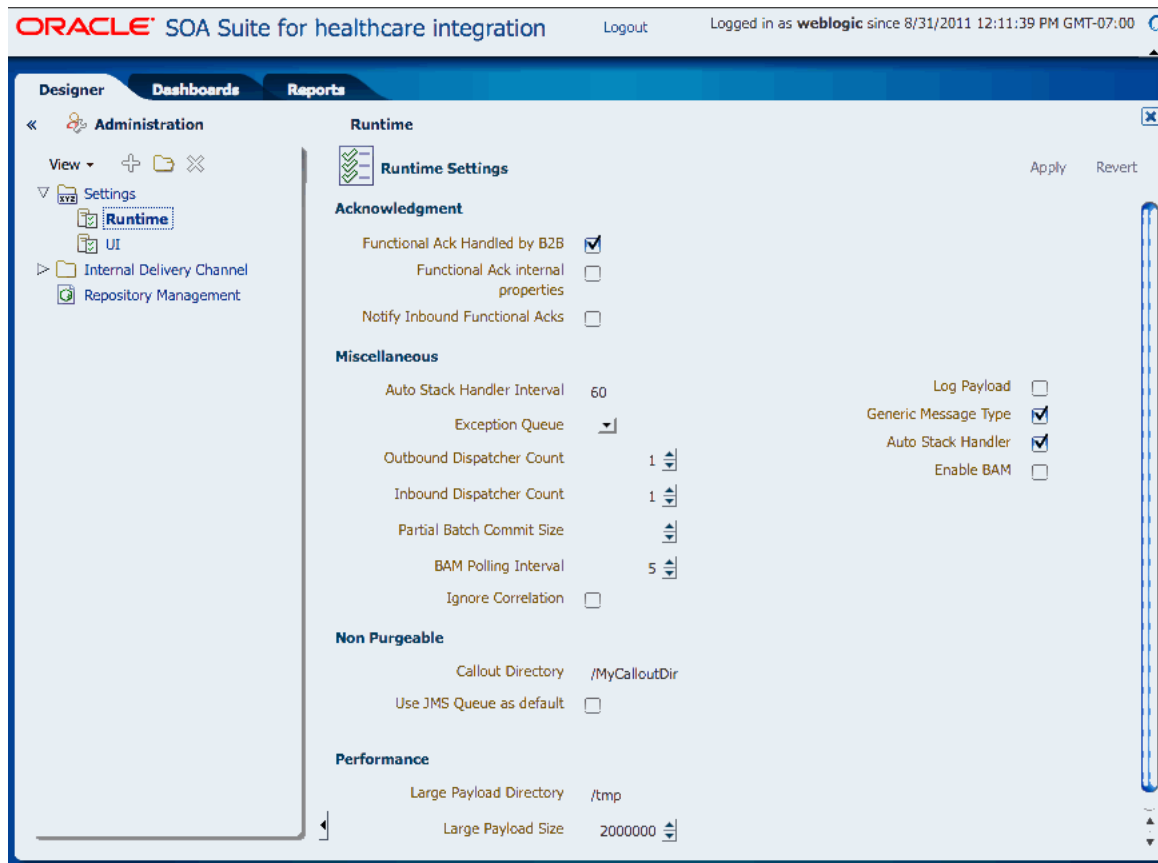 ORACLE SOA Suite for healthcare integration Logout Logged in as weblogic since 8/31/2011 12:11:39 PM GMT-07:00
Designer Dashboards Reports
« Administration
View
Settings
xyz
Runtime
UI
Internal Delivery Channel
Repository Management
Runtime
Runtime Settings Apply Revert
Acknowledgment
Functional Ack Handled by B2B
Functional Ack internal
properties
Notify Inbound Functional Acks
Miscellaneous
Auto Stack Handler Interval 60
Exception Queue
Outbound Dispatcher Count 1
Inbound Dispatcher Count 1
Partial Batch Commit Size
BAM Polling Interval 5
Ignore Correlation
Log Payload
Generic Message Type
Auto Stack Handler
Enable BAM
Non Purgeable
Callout Directory /MyCalloutDir
Use JMS Queue as default
Performance
Large Payload Directory /tmp
Large Payload Size 2000000